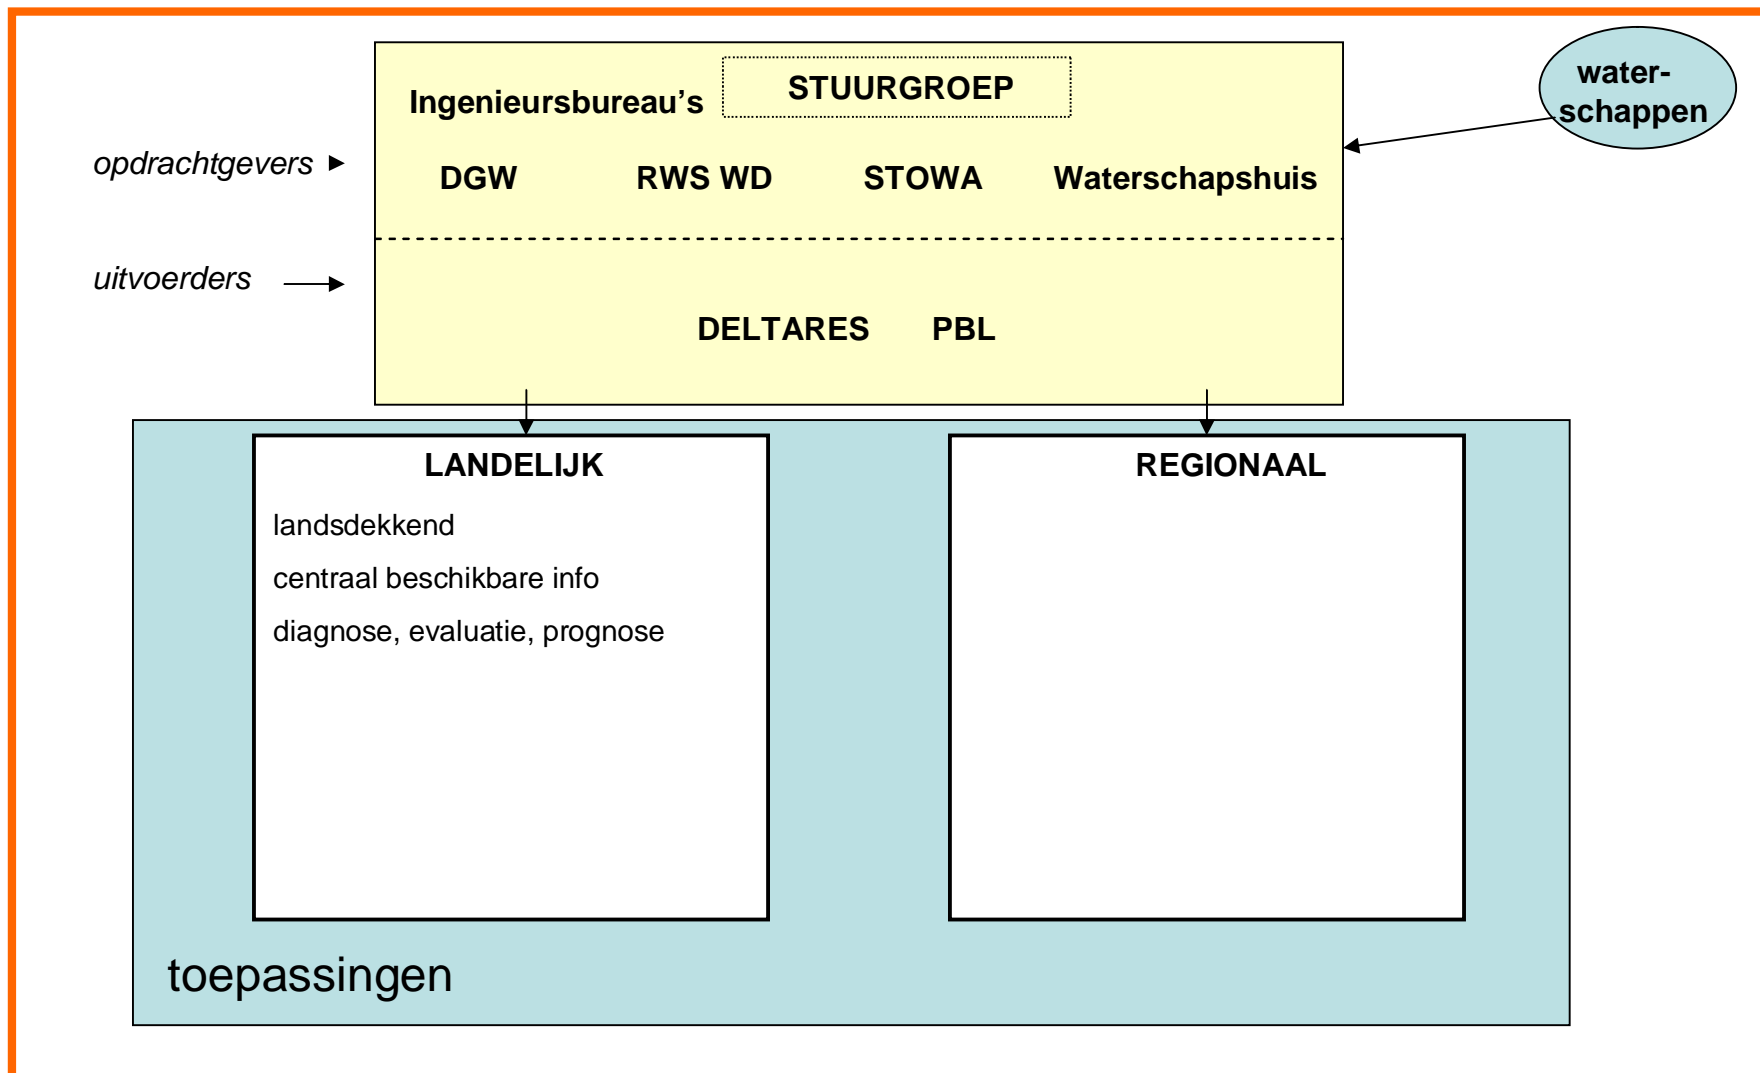 STUURGROEP
Ingenieursbureau's
water-
schappen
opdrachtgevers
DGW RWS WD STOWA Waterschapshuis
uitvoerders
DELTARES PBL
LANDELIJK
landsdekkend
centraal beschikbare info
diagnose, evaluatie, prognose
REGIONAAL
toepassingen